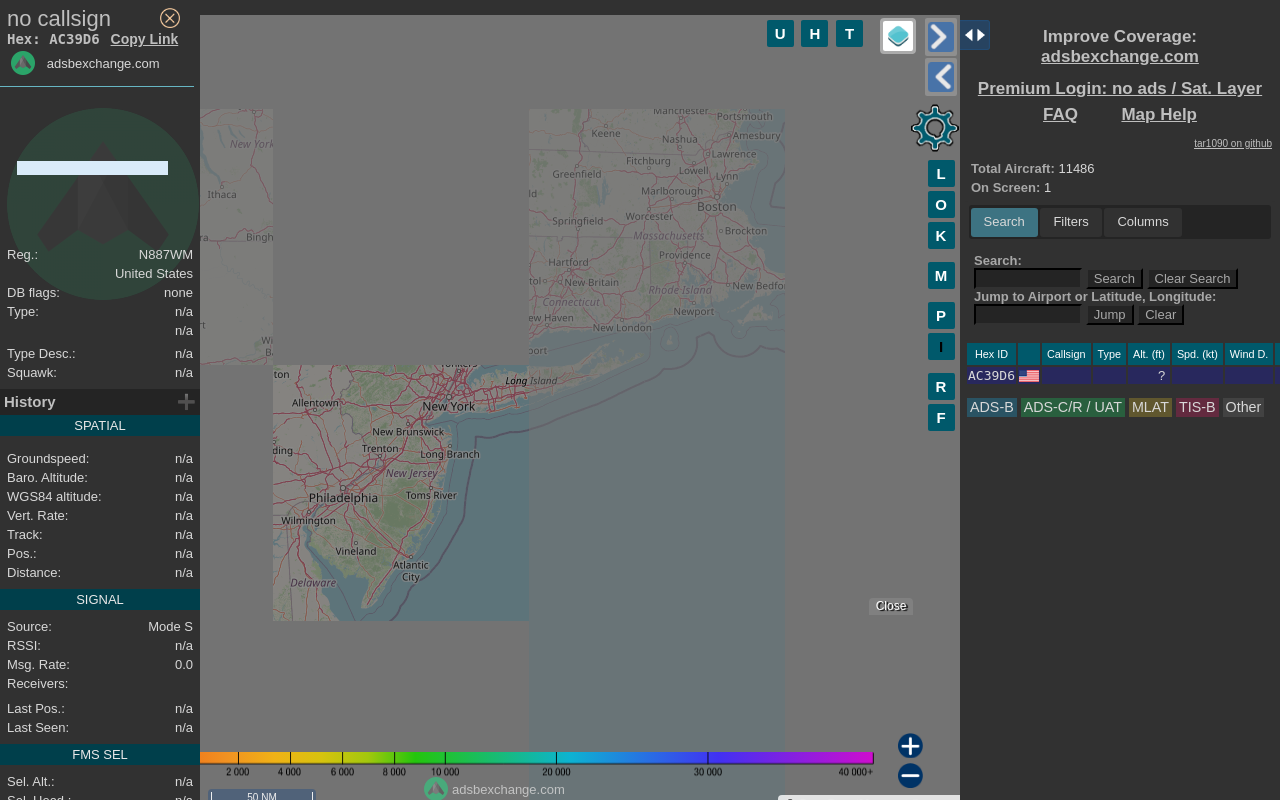 no callsign
Hex: AC39D6 Copy Link
adsbexchange.com
Reg.: N887WM
United States
DB flags: none
Type: n/a
n/a
Type Desc.: n/a
Squawk: n/a
History
SPATIAL
Groundspeed: n/a
Baro. Altitude: n/a
WGS84 altitude: n/a
Vert. Rate: n/a
Track: n/a
Pos.: n/a
Distance: n/a
SIGNAL
Source: Mode S
RSSI: n/a
Msg. Rate: 0.0
Receivers:
Last Pos.: n/a
Last Seen: n/a
FMS SEL
Sel. Alt.: n/a
Sel. Head.: n/a
U H T
L
O
K
M
P
I
R
F
New York
Ithaca
Bingh
Manchester
Portsmouth
Keene
Nashua
Amesbury
Fitchburg
Lawrence
Greenfield
Lowell
Lynn
Marlborough
Boston
Worcester
Springfield
Massachusetts
Brockton
Providence
Hartford
New Britain
New Bedfor
Rhode Island
Connecticut
Newport
ew Haven
New London
port
ton
Yonkers
Long Island
Allentown
New York
New Brunswick
ding
Trenton
Long Branch
New Jersey
Philadelphia
Toms River
Wilmington
Vineland
Atlantic
City
Delaware
Close
2 000 4 000 6 000 8 000 10 000 20 000 30 000 40 000+
adsbexchange.com
50 NM
Improve Coverage:
adsbexchange.com
Premium Login: no ads / Sat. Layer
FAQ Map Help
tar1090 on github
Total Aircraft: 11486
On Screen: 1
Search Filters Columns
Search:
Search Clear Search
Jump to Airport or Latitude, Longitude:
Jump Clear
Hex ID Callsign Type Alt. (ft) Spd. (kt) Wind D.
AC39D6 ?
ADS-B ADS-C/R / UAT MLAT TIS-B Other